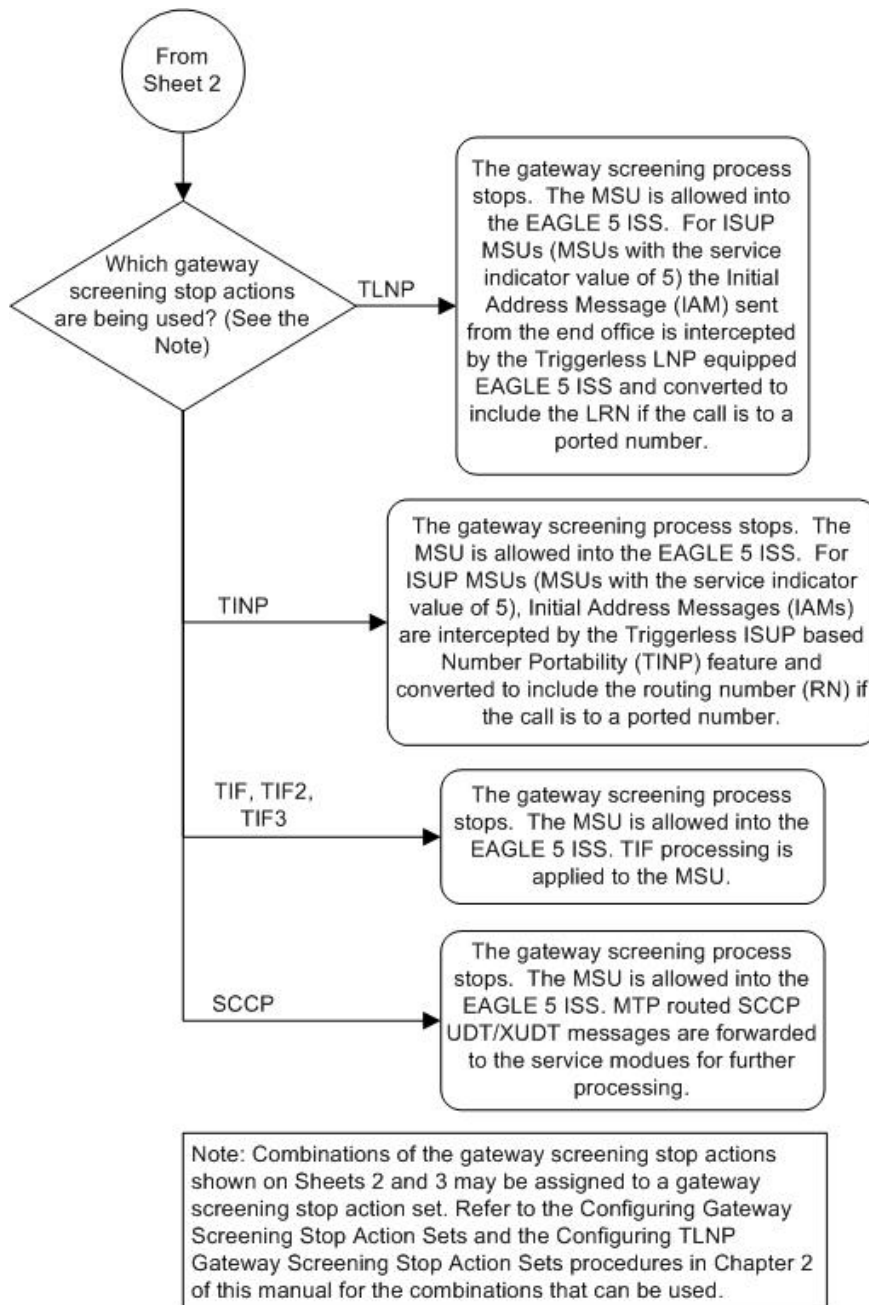 From
Sheet 2
Which gateway
screening stop actions
are being used? (See the
Note)
TLNP
The gateway screening process
stops. The MSU is allowed into
the EAGLE 5 ISS. For ISUP
MSUs (MSUs with the service
indicator value of 5) the Initial
Address Message (IAM) sent
from the end office is intercepted
by the Triggerless LNP equipped
EAGLE 5 ISS and converted to
include the LRN if the call is to a
ported number.
TINP
The gateway screening process stops. The
MSU is allowed into the EAGLE 5 ISS. For
ISUP MSUs (MSUs with the service indicator
value of 5), Initial Address Messages (IAMs)
are intercepted by the Triggerless ISUP based
Number Portability (TINP) feature and
converted to include the routing number (RN) if
the call is to a ported number.
TIF, TIF2,
TIF3
The gateway screening process
stops. The MSU is allowed into the
EAGLE 5 ISS. TIF processing is
applied to the MSU.
SCCP
The gateway screening process
stops. The MSU is allowed into the
EAGLE 5 ISS. MTP routed SCCP
UDT/XUDT messages are forwarded
to the service modues for further
processing.
Note: Combinations of the gateway screening stop actions
shown on Sheets 2 and 3 may be assigned to a gateway
screening stop action set. Refer to the Configuring Gateway
Screening Stop Action Sets and the Configuring TLNP
Gateway Screening Stop Action Sets procedures in Chapter 2
of this manual for the combinations that can be used.